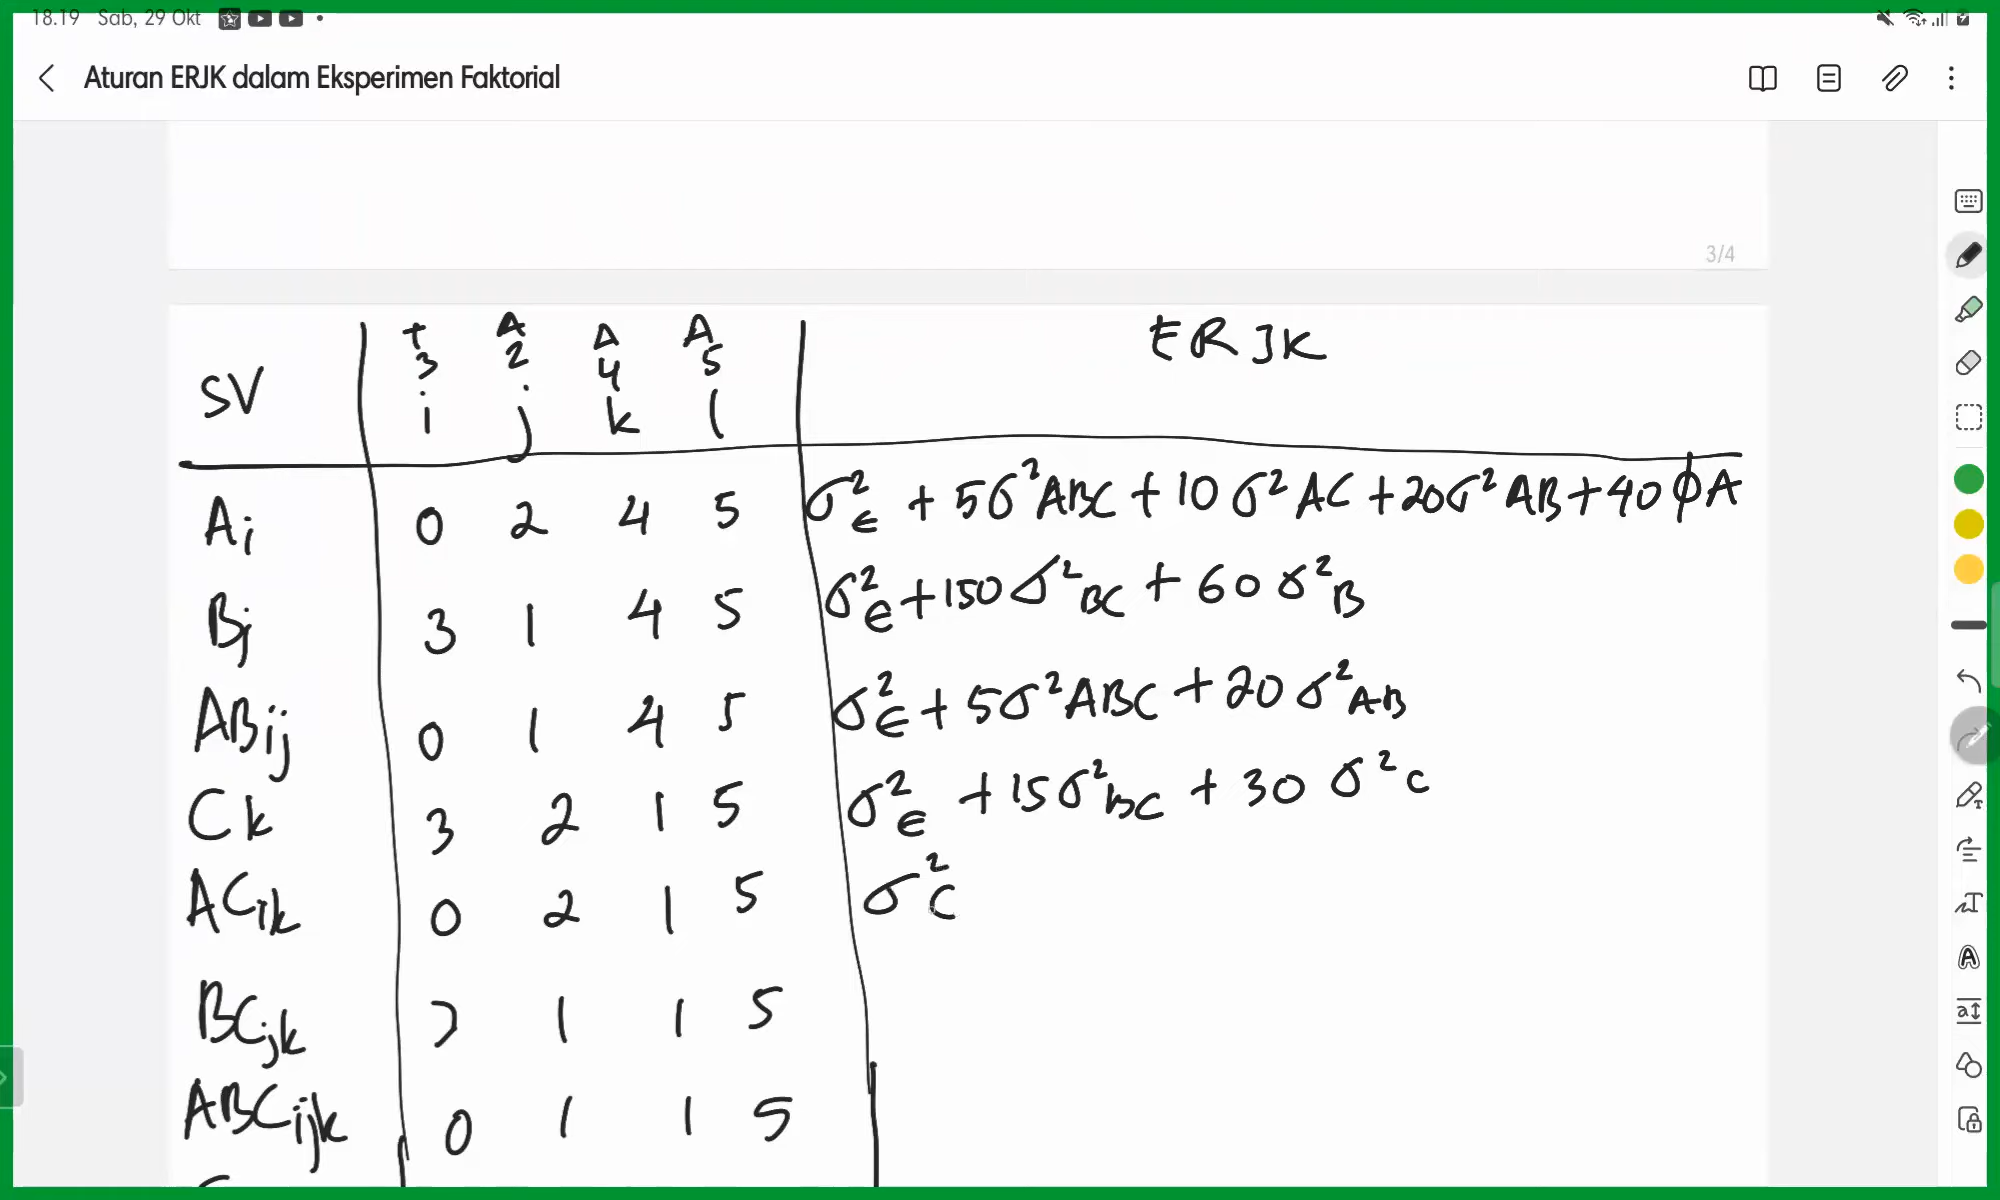 18.19 Sab, 29 Okt
Aturan ERJK dalam Eksperimen Faktorial
3/4
T A A A
3 2 4 5
SV i j k l ERJK
Ai 0 2 4 5 σ²ϵ + 5σ²ABC + 10σ²AC + 20σ²AB + 40ϕA
Bj 3 1 4 5 σ²ϵ + 150σ²BC + 60σ²B
ABij 0 1 4 5 σ²ϵ + 5σ²ABC + 20σ²AB
Ck 3 2 1 5 σ²ϵ + 15σ²BC + 30σ²C
ACik 0 2 1 5 σ²C
BCjk 3 1 1 5
ABCijk 0 1 1 5